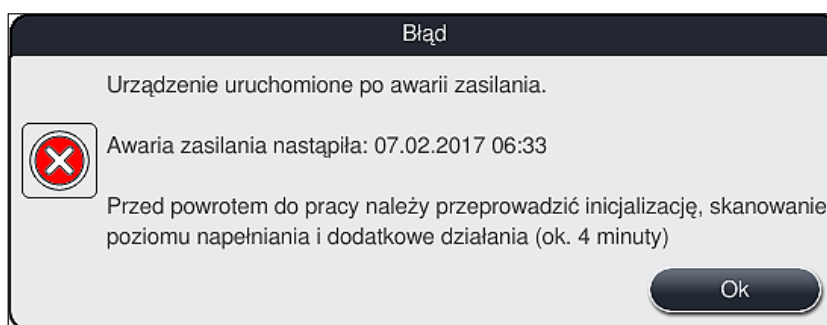 Błąd
Urządzenie uruchomione po awarii zasilania.
Awaria zasilania nastąpiła: 07.02.2017 06:33
Przed powrotem do pracy należy przeprowadzić inicjalizację, skanowanie
poziomu napełniania i dodatkowe działania (ok. 4 minuty)
Ok